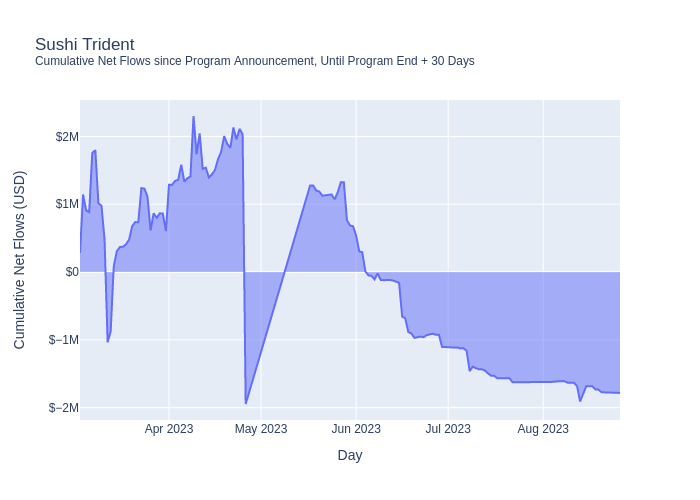 Sushi Trident
Cumulative Net Flows since Program Announcement, Until Program End + 30 Days
Cumulative Net Flows (USD)
$2M
$1M
$0
$−1M
$−2M
Apr 2023
May 2023
Jun 2023
Jul 2023
Aug 2023
Day